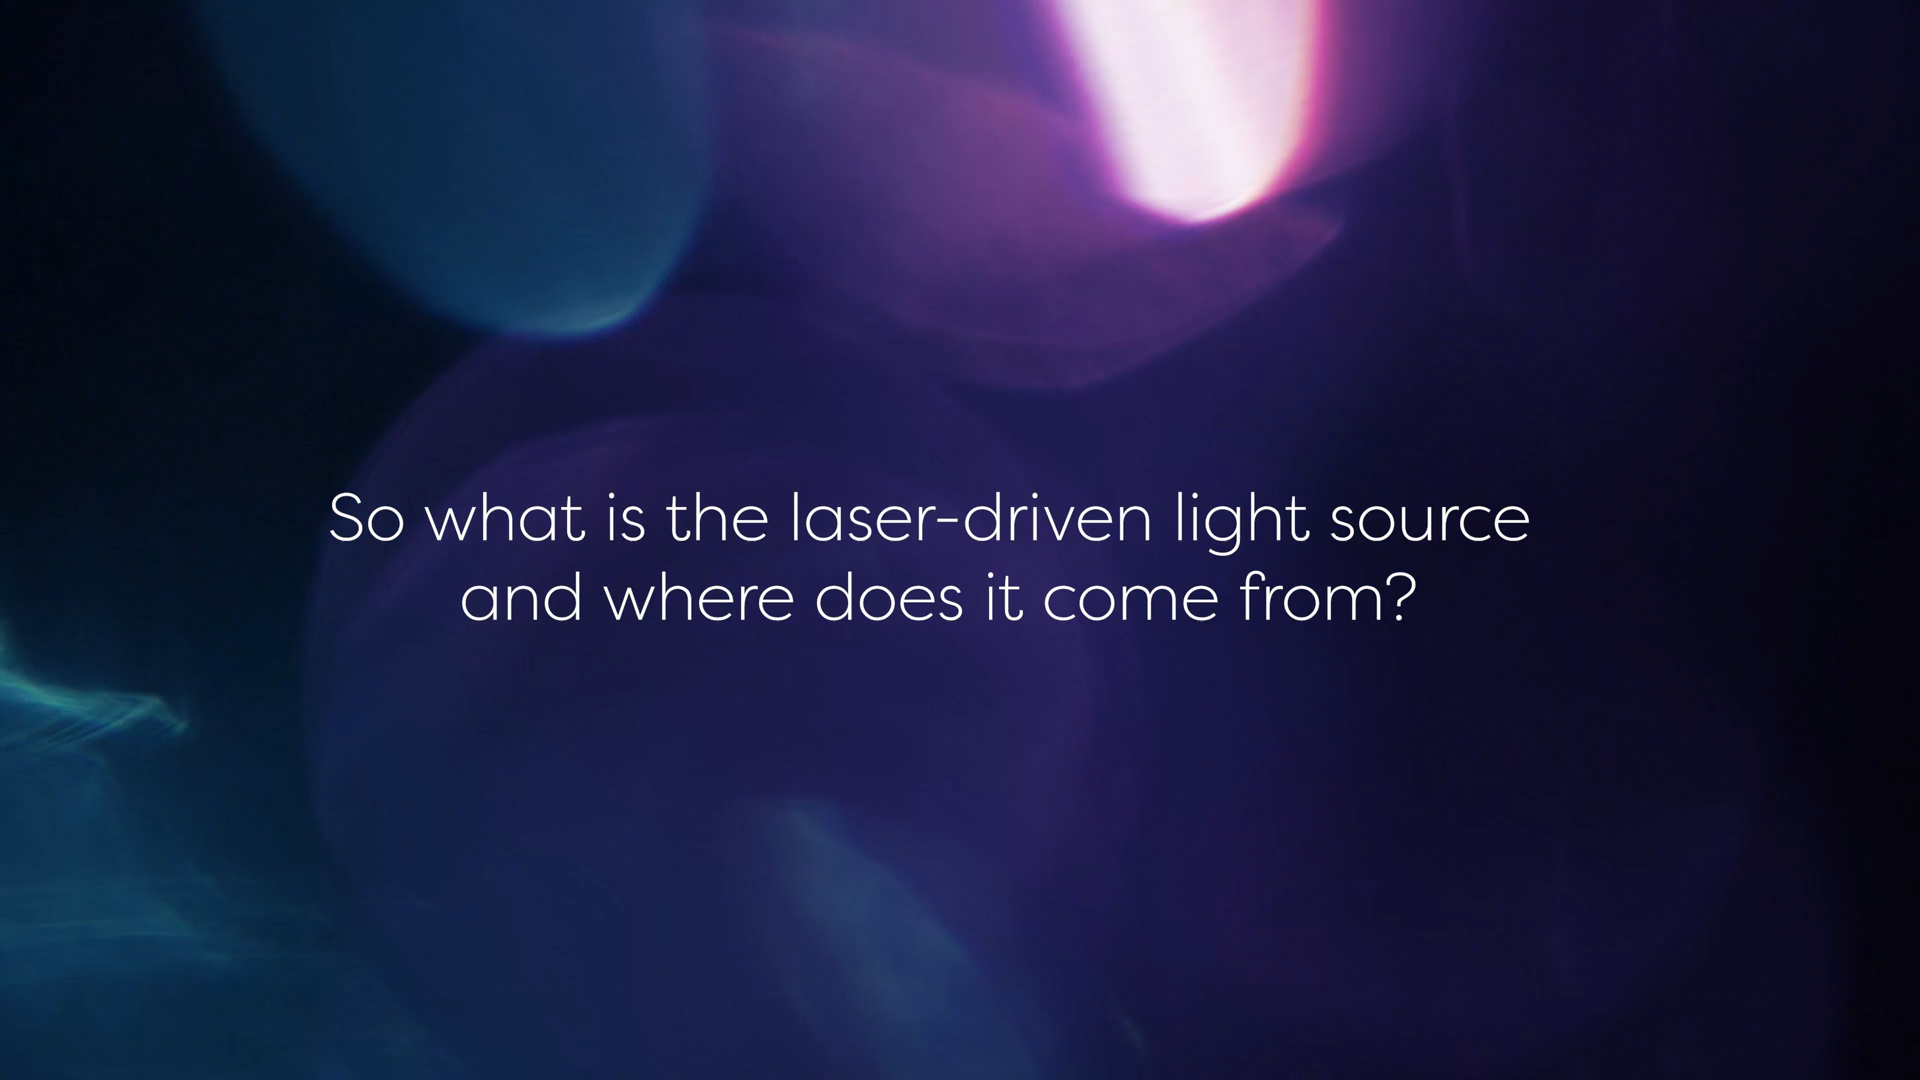 So what is the laser-driven light source
and where does it come from?